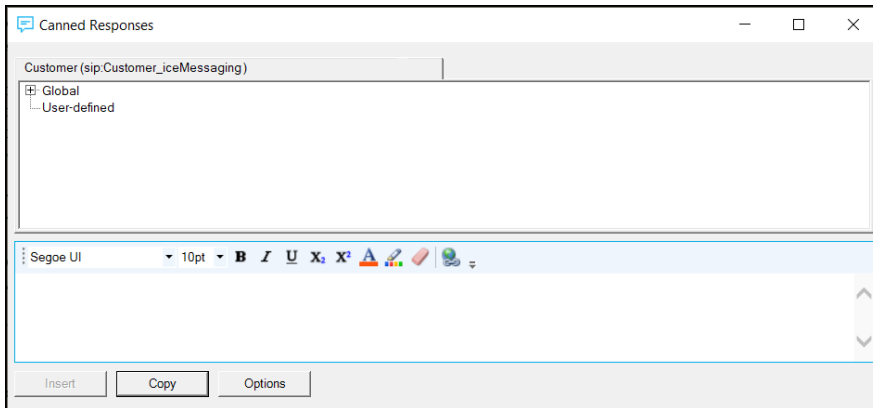 Canned Responses
Customer (sip:Customer_iceMessaging)
Global
User-defined
Segoe UI 10pt B I U X₂ X² A
Insert Copy Options